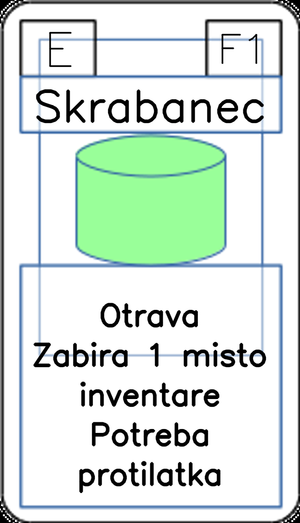 E
F1
Skrabanec
Otrava
Zabira 1 misto
inventare
Potreba
protilatka